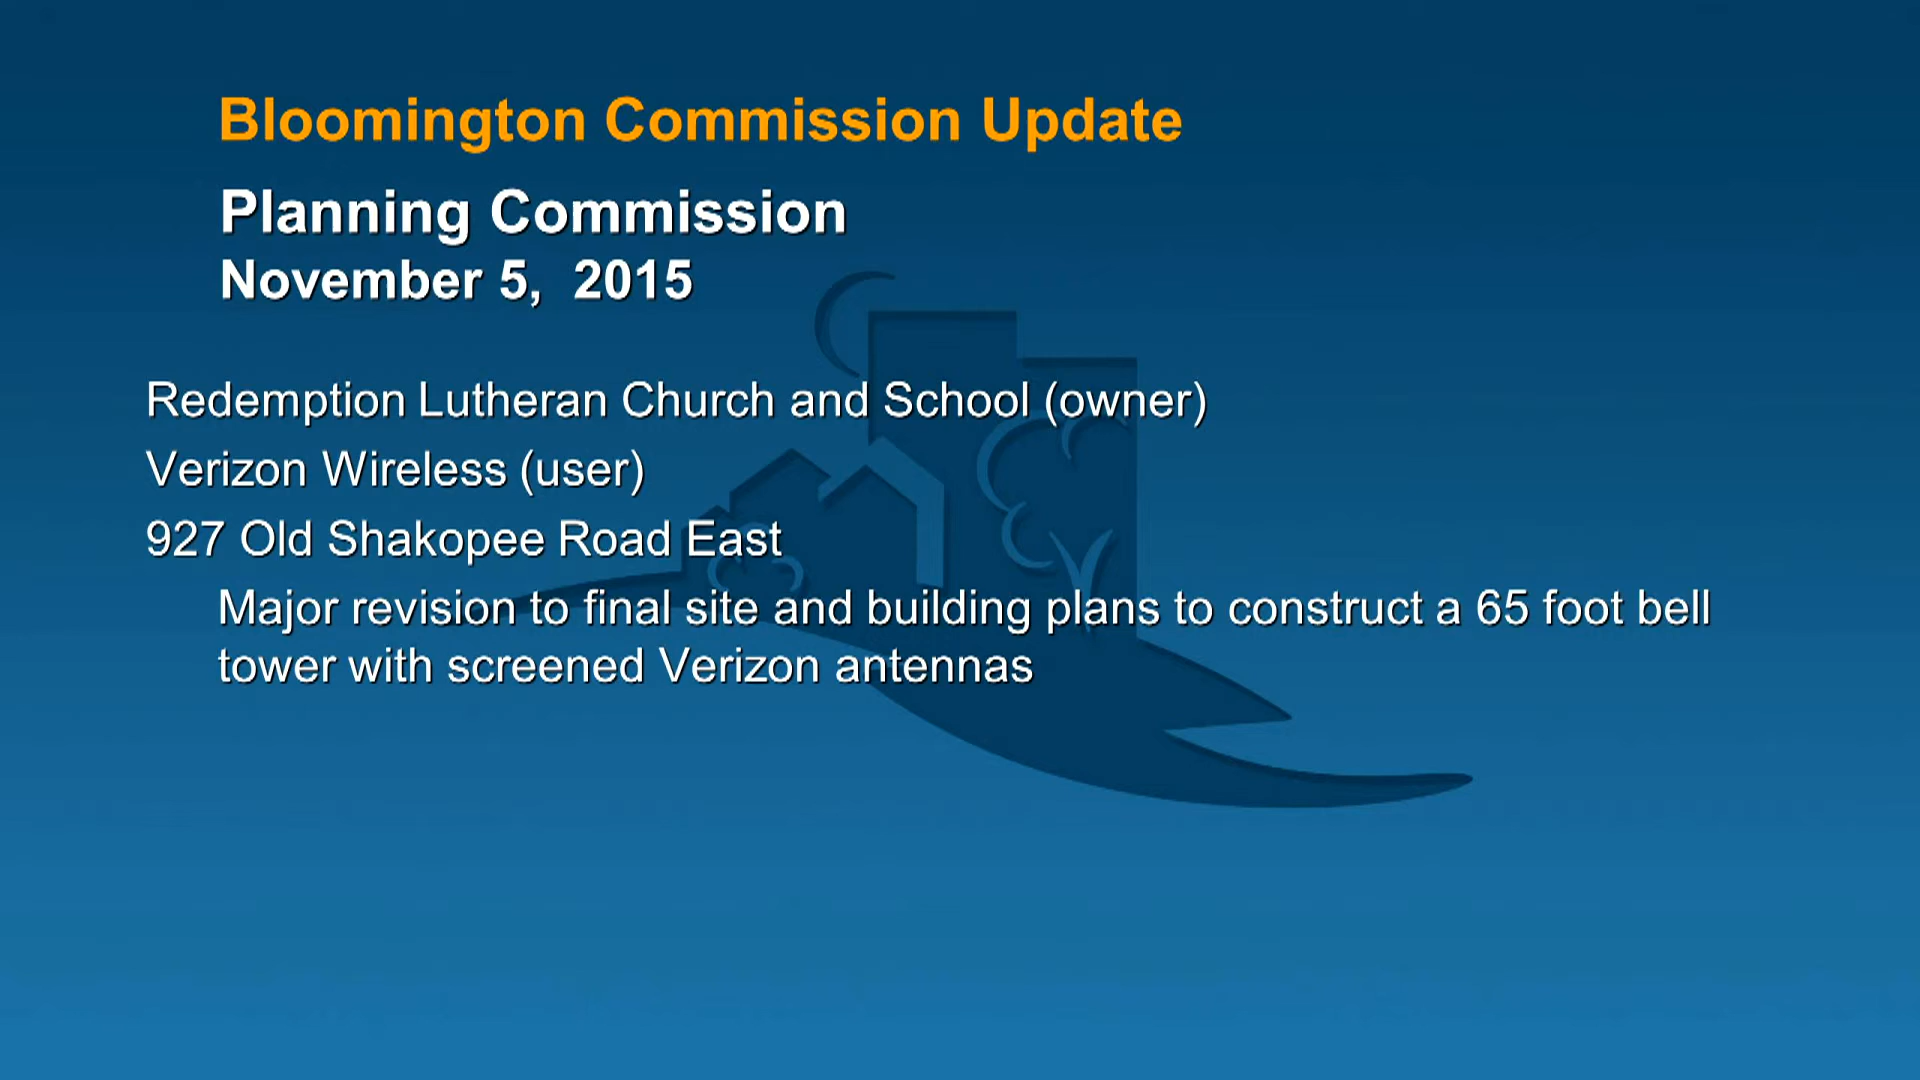 Bloomington Commission Update
Planning Commission
November 5,  2015
Redemption Lutheran Church and School (owner)
Verizon Wireless (user)
927 Old Shakopee Road East
Major revision to final site and building plans to construct a 65 foot bell
tower with screened Verizon antennas